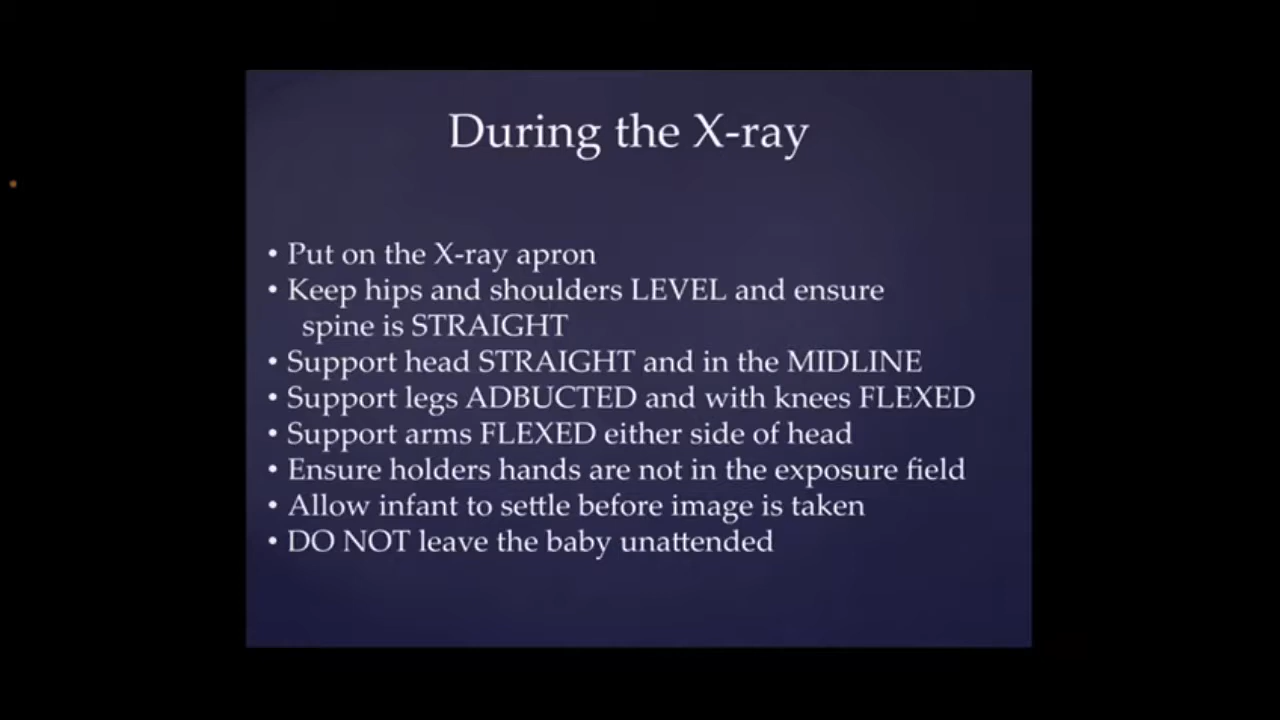 During the X-ray
• Put on the X-ray apron
• Keep hips and shoulders LEVEL and ensure
spine is STRAIGHT
• Support head STRAIGHT and in the MIDLINE
• Support legs ADBUCTED and with knees FLEXED
• Support arms FLEXED either side of head
• Ensure holders hands are not in the exposure field
• Allow infant to settle before image is taken
• DO NOT leave the baby unattended